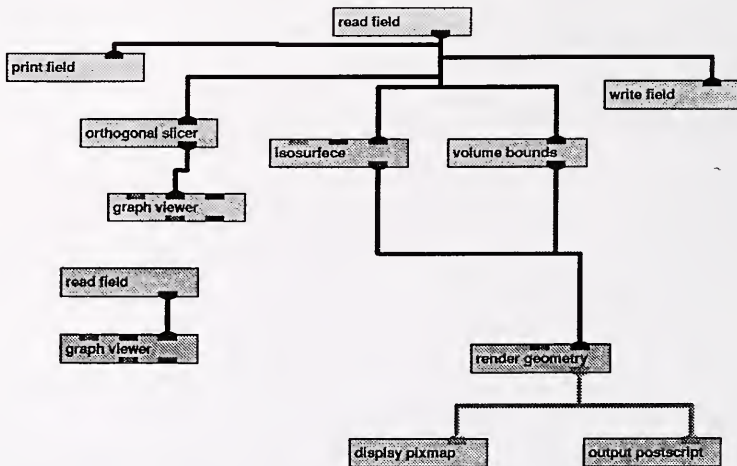 read field
print field
write field
orthogonal slicer
isosurface
volume bounds
graph viewer
read field
graph viewer
render geometry
display pixmap
output postscript